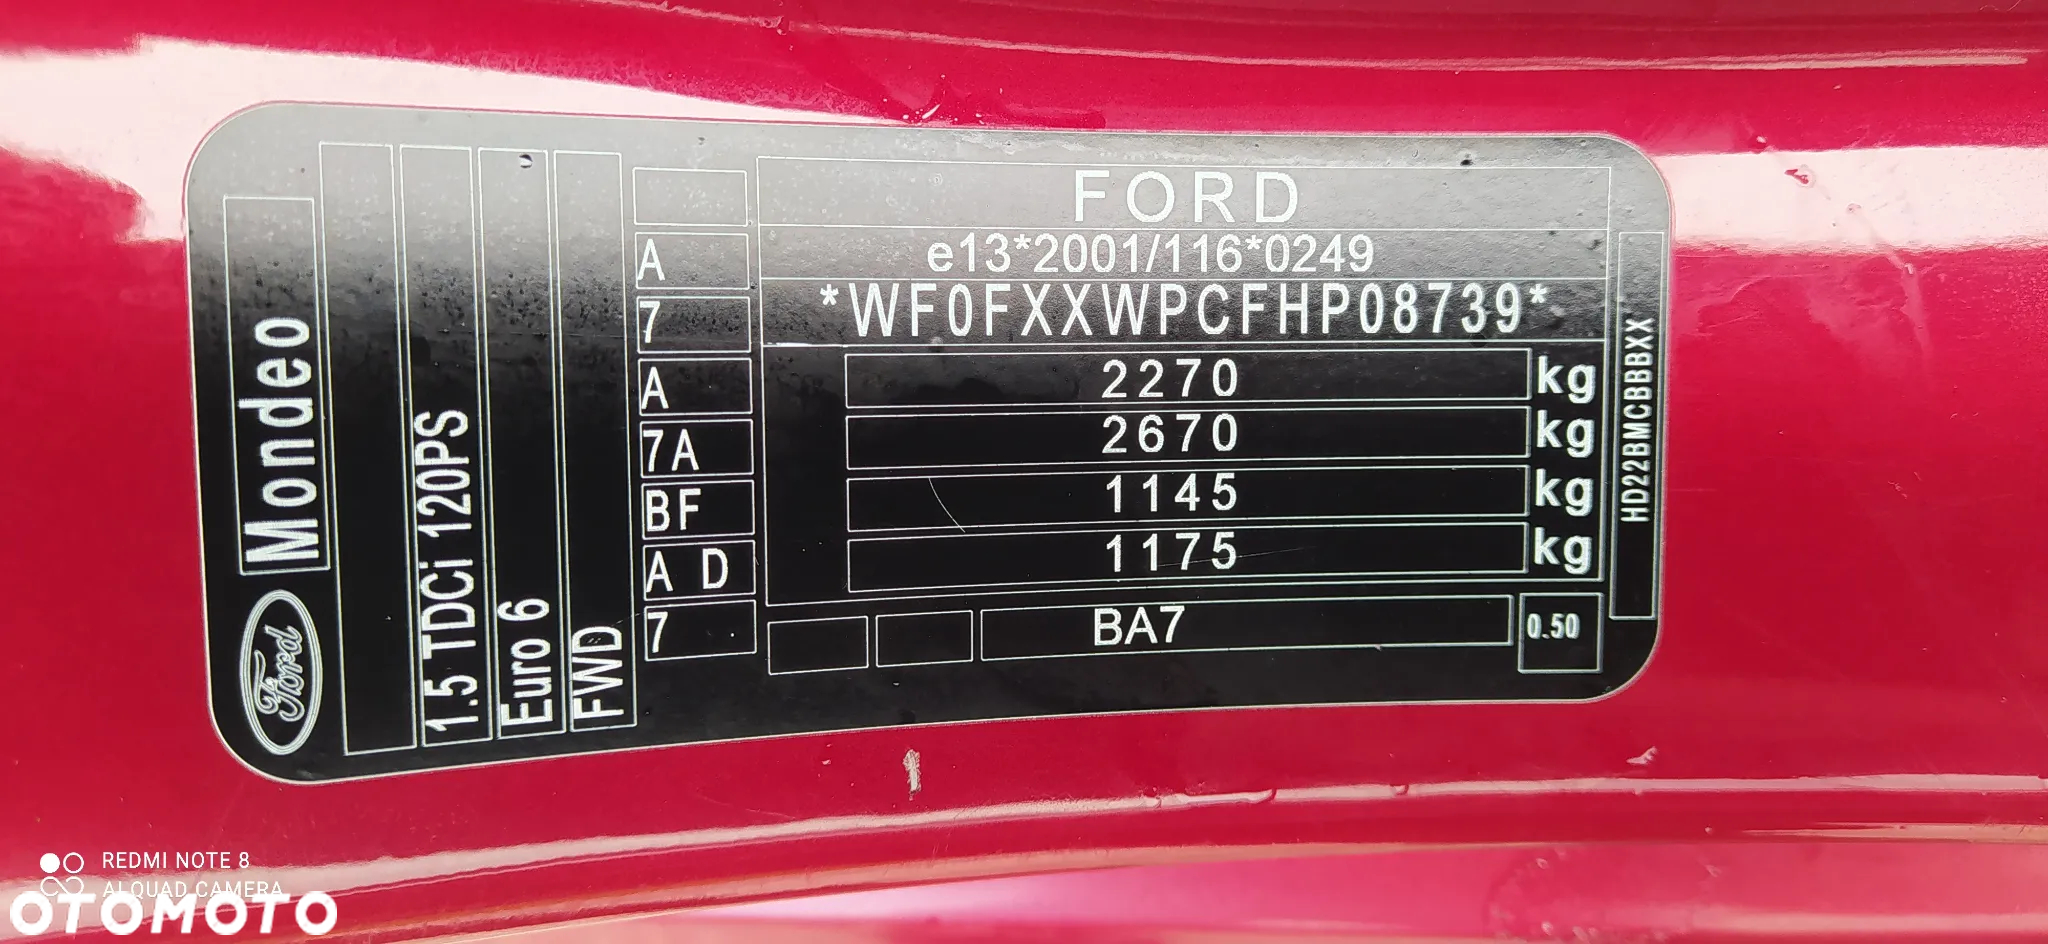 Ford
Mondeo
1.5 TDCi 120PS
Euro 6
FWD
A
7
A
7A
BF
A D
7
FORD
e13*2001/116*0249
*WF0FXXWPCFHP08739*
2270 kg
2670 kg
1145 kg
1175 kg
BA7
0.50
HD22BMCBBBXX
REDMI NOTE 8
AI QUAD CAMERA
OTOMOTO